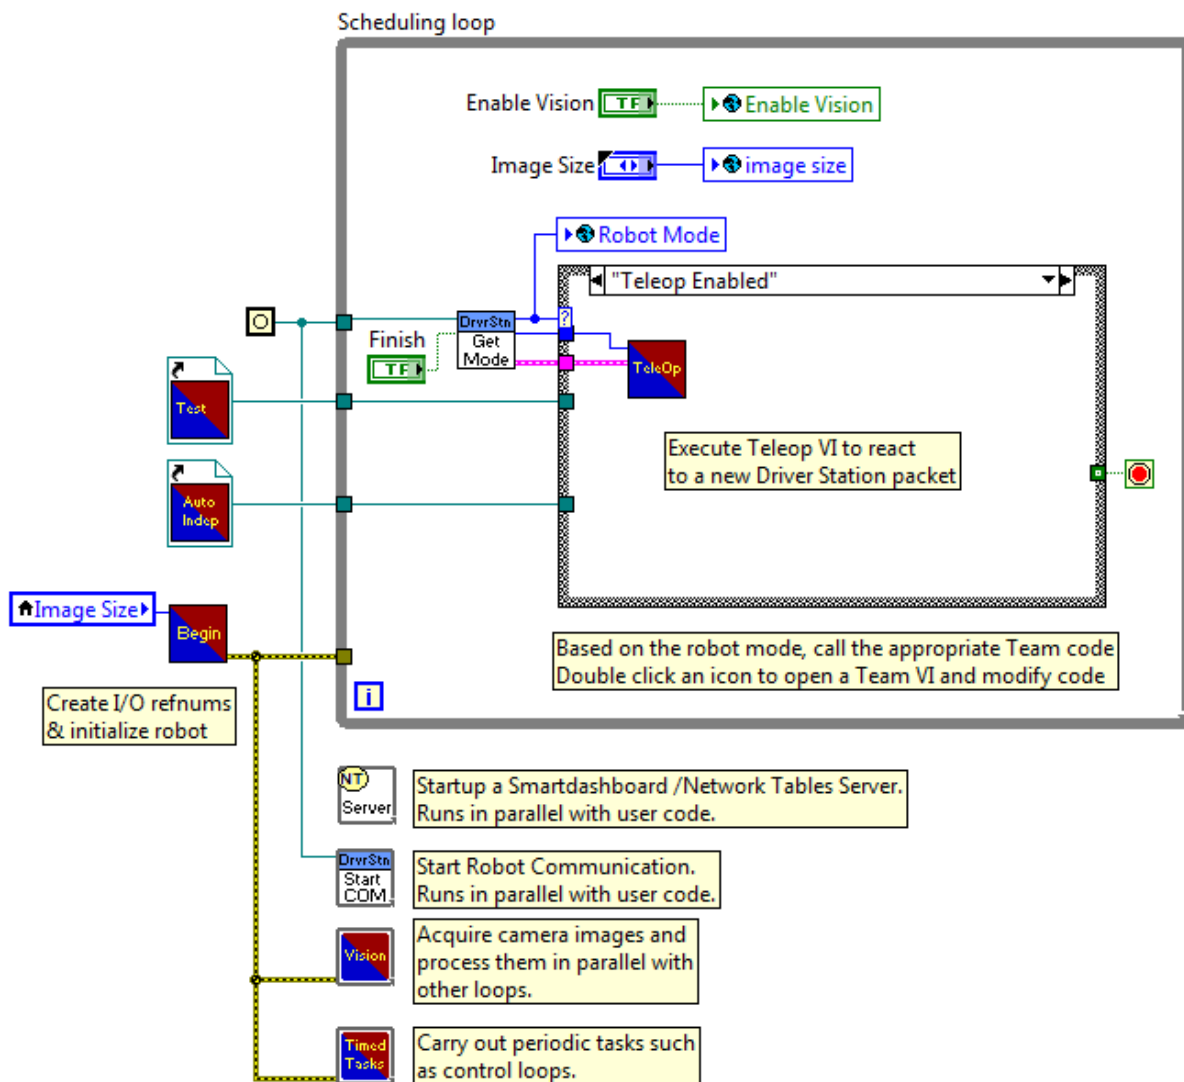 Scheduling loop
Enable Vision
TF
Enable Vision
Image Size
image size
Robot Mode
"Teleop Enabled"
DrvrStn
Get
Mode
?
Finish
TF
TeleOp
Test
Execute Teleop VI to react
to a new Driver Station packet
Auto
Indep
Image Size
Begin
Based on the robot mode, call the appropriate Team code
Double click an icon to open a Team VI and modify code
i
Create I/O refnums
& initialize robot
NT
Server
Startup a Smartdashboard /Network Tables Server.
Runs in parallel with user code.
DrvrStn
Start
COM
Start Robot Communication.
Runs in parallel with user code.
Vision
Acquire camera images and
process them in parallel with
other loops.
Timed
Tasks
Carry out periodic tasks such
as control loops.